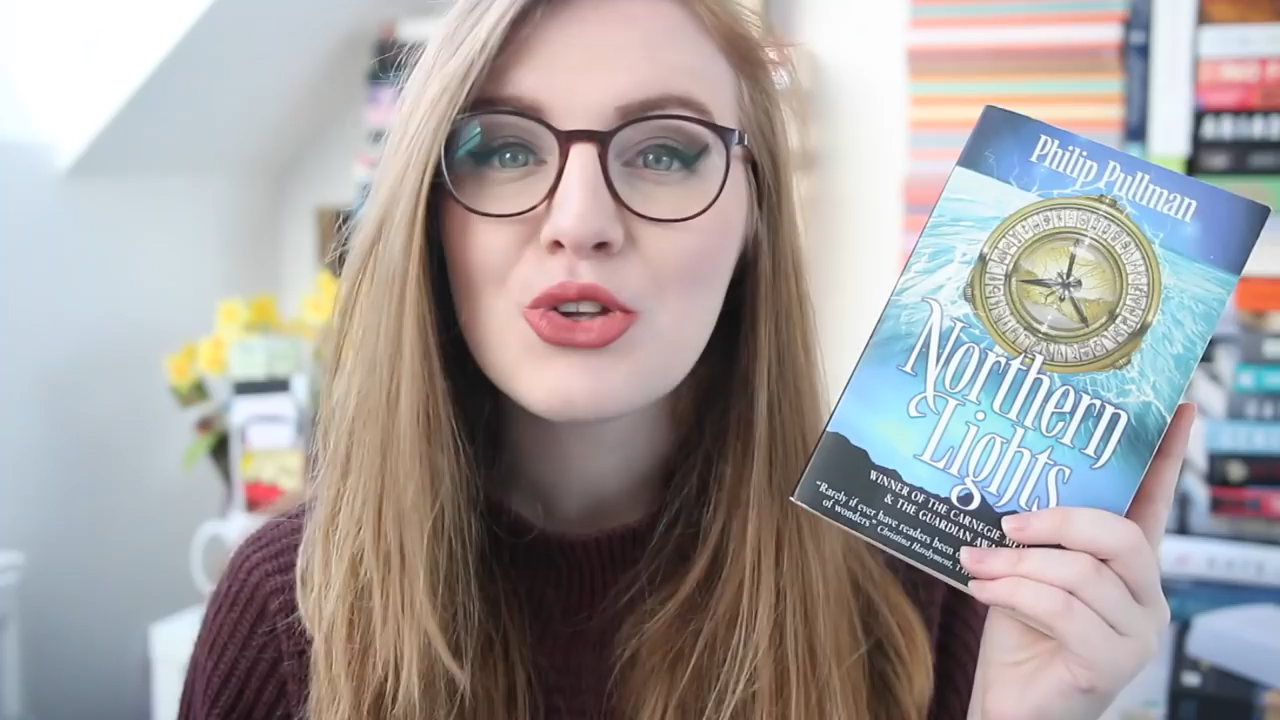 Philip Pullman
Northern
Lights
WINNER OF THE CARNEGIE
& THE GUARDIAN
"Rarely if ever have readers been
of wonders" Christina Hardyment,